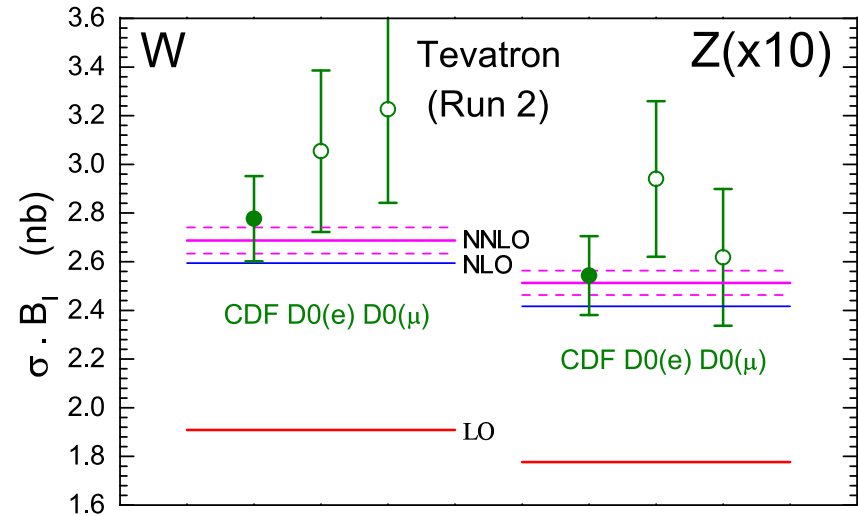 W
Tevatron
(Run 2)
Z(x10)
σ . B_l (nb)
3.6
3.4
3.2
3.0
2.8
2.6
2.4
2.2
2.0
1.8
1.6
NNLO
NLO
CDF D0(e) D0(μ)
CDF D0(e) D0(μ)
LO